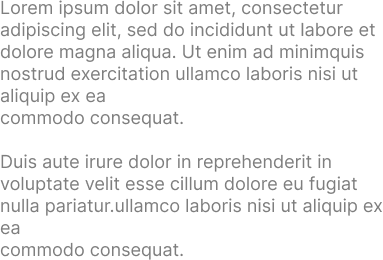 Lorem ipsum dolor sit amet, consectetur
adipiscing elit, sed do incididunt ut labore et
dolore magna aliqua. Ut enim ad minimquis
nostrud exercitation ullamco laboris nisi ut
aliquip ex ea
commodo consequat.

Duis aute irure dolor in reprehenderit in
voluptate velit esse cillum dolore eu fugiat
nulla pariatur.ullamco laboris nisi ut aliquip ex
ea
commodo consequat.